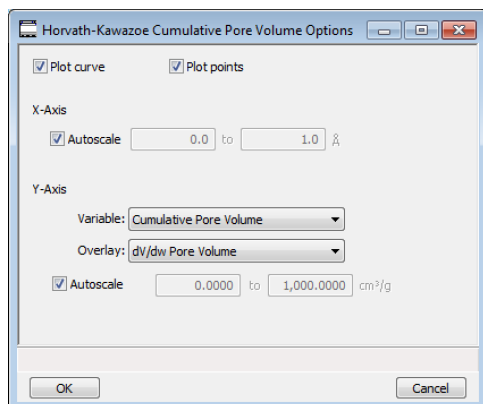 Horvath-Kawazoe Cumulative Pore Volume Options
Plot curve Plot points
X-Axis
Autoscale 0.0 to 1.0 Å
Y-Axis
Variable: Cumulative Pore Volume
Overlay: dV/dw Pore Volume
Autoscale 0.0000 to 1,000.0000 cm³/g
OK Cancel